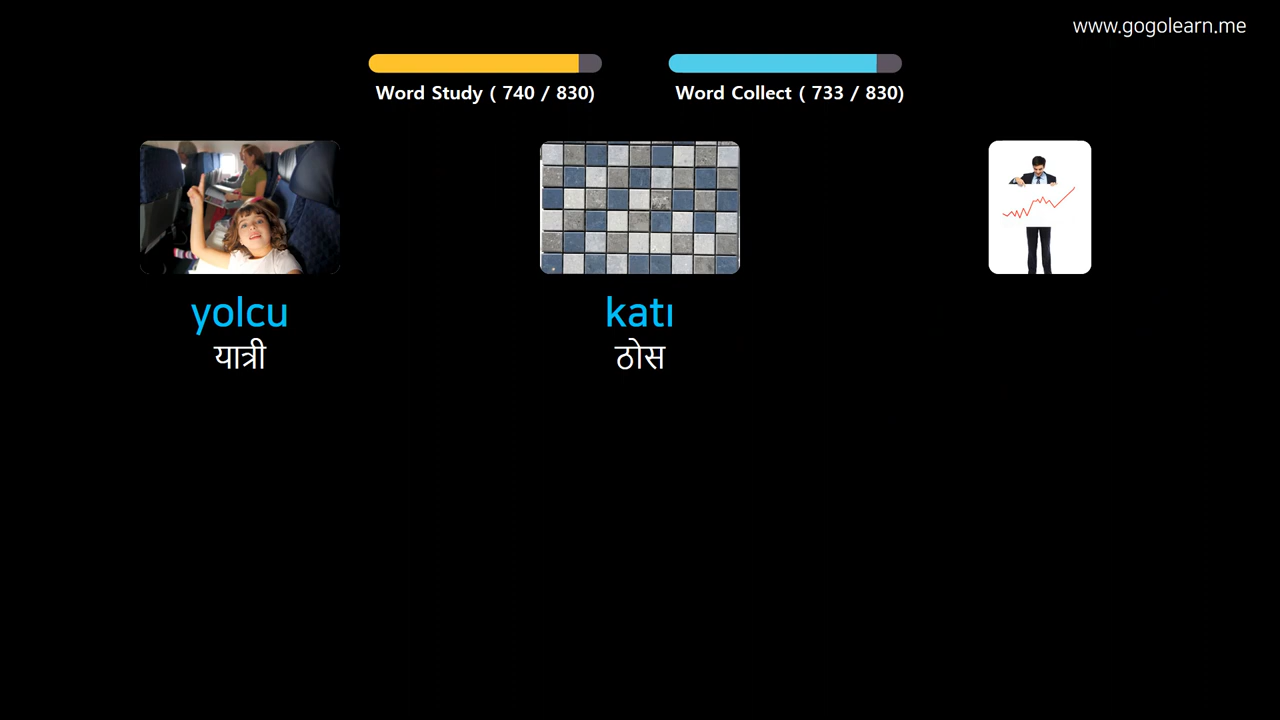 www.gogolearn.me
Word Study ( 740 / 830)
Word Collect ( 733 / 830)
yolcu
यात्री
katı
ठोस